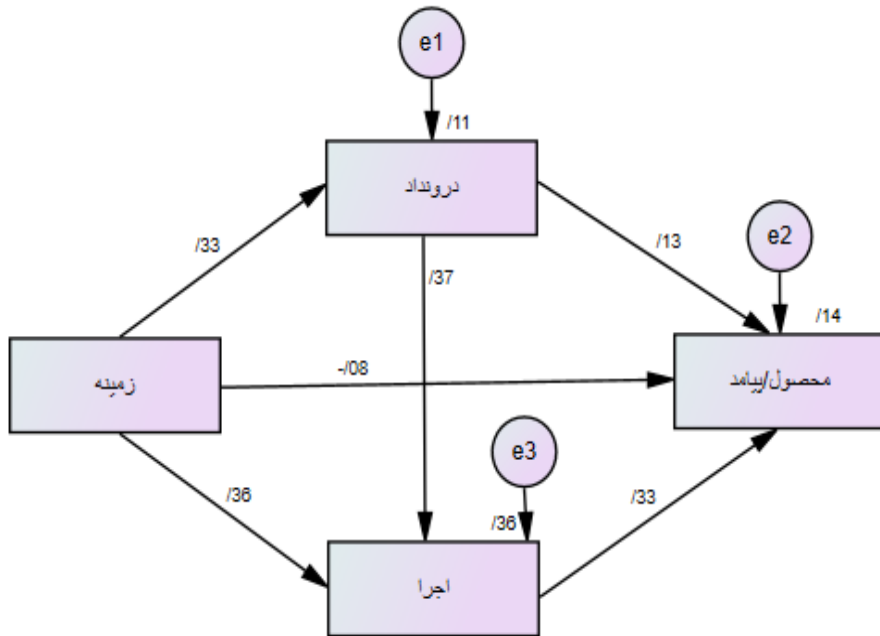 e1
/11
درونداد
e2
/33
/13
/37
/14
زمینه
-/08
محصول/پیامد
e3
/36
/36
/33
اجرا